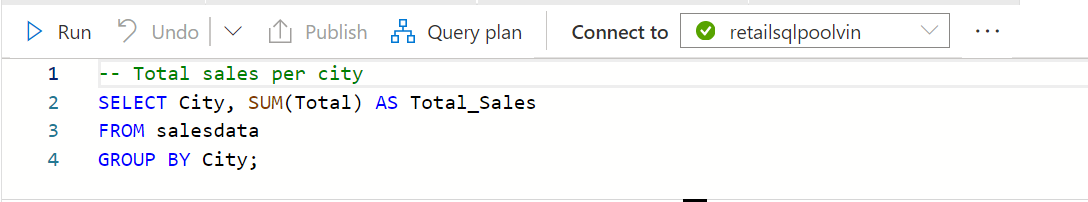 Run Undo Publish Query plan Connect to retailsqlpoolvin ...
1 -- Total sales per city
2 SELECT City, SUM(Total) AS Total_Sales
3 FROM salesdata
4 GROUP BY City;